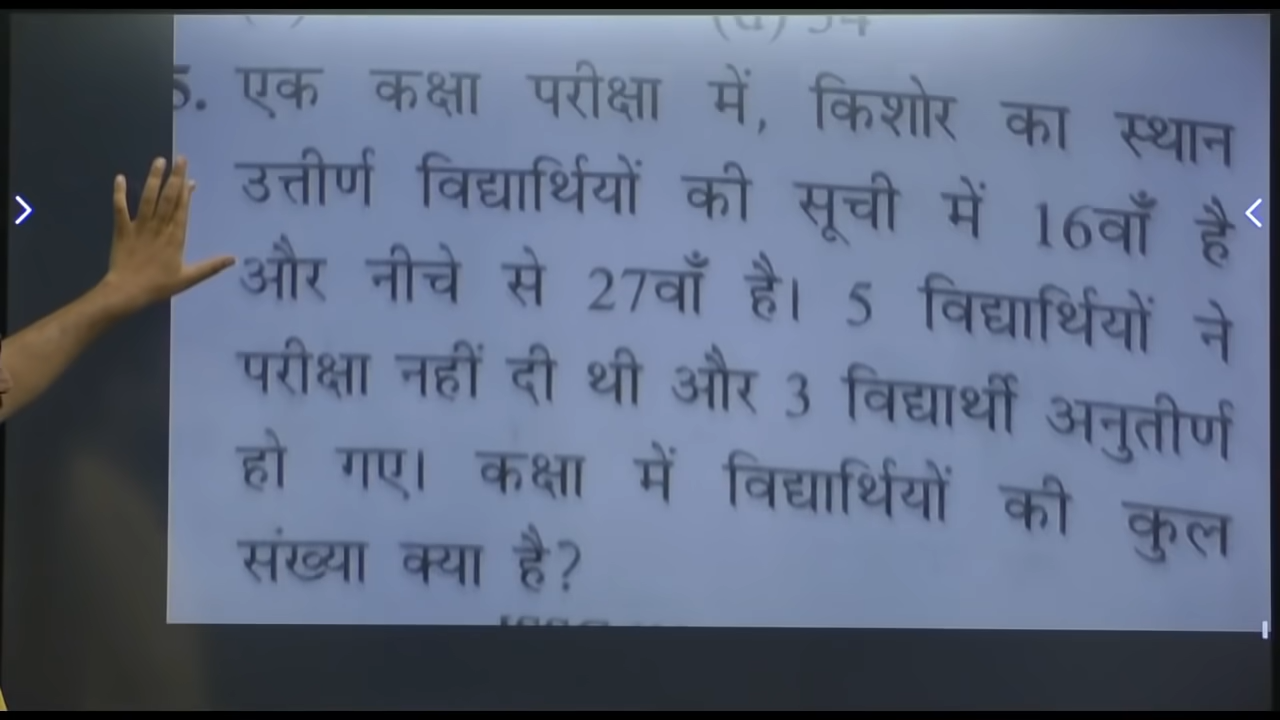 5. एक कक्षा परीक्षा में, किशोर का स्थान
उत्तीर्ण विद्यार्थियों की सूची में 16वाँ है
और नीचे से 27वाँ है। 5 विद्यार्थियों ने
परीक्षा नहीं दी थी और 3 विद्यार्थी अनुतीर्ण
हो गए। कक्षा में विद्यार्थियों की कुल
संख्या क्या है?